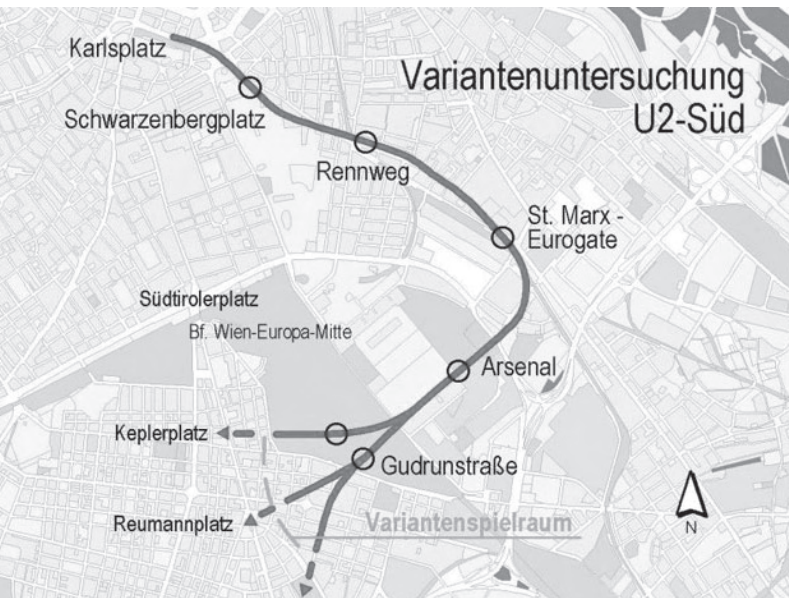 Karlsplatz
Variantenuntersuchung
U2-Süd
Schwarzenbergplatz
Rennweg
St. Marx -
Eurogate
Südtirolerplatz
Bf. Wien-Europa-Mitte
Arsenal
Keplerplatz
Gudrunstraße
Reumannplatz
Variantenspielraum
N